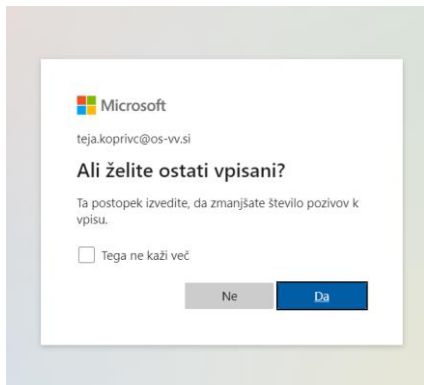 Microsoft
teja.koprivc@os-vv.si
Ali želite ostati vpisani?
Ta postopek izvedite, da zmanjšate število pozivov k
vpisu.
Tega ne kaži več
Ne
Da